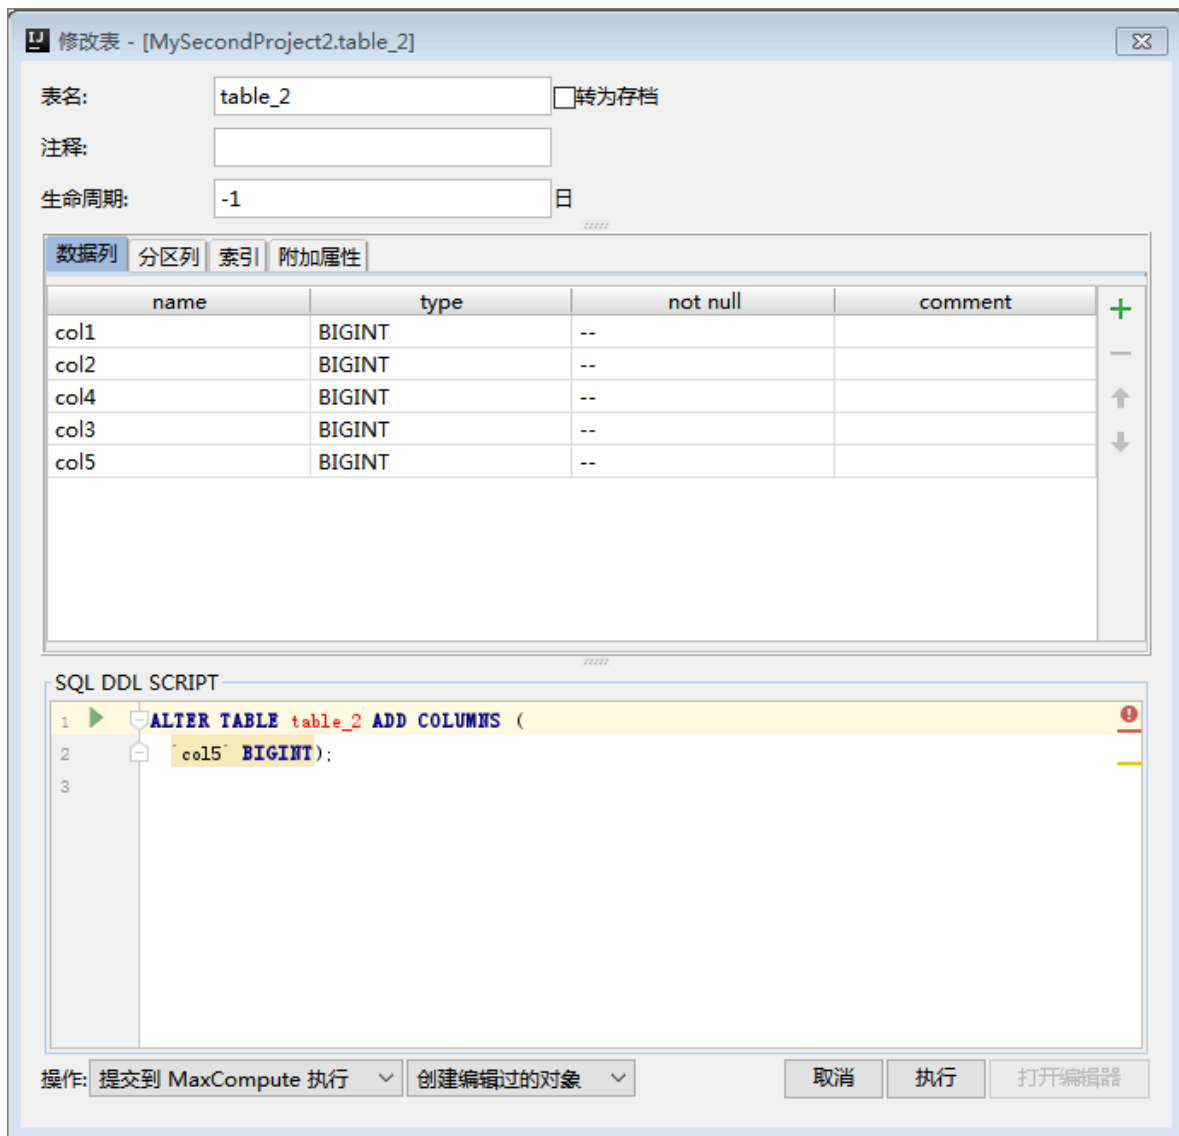 修改表 - [MySecondProject2.table_2]
表名: table_2 转为存档
注释:
生命周期: -1 日
数据列 分区列 索引 附加属性
name type not null comment
col1 BIGINT --
col2 BIGINT --
col4 BIGINT --
col3 BIGINT --
col5 BIGINT --
SQL DDL SCRIPT
1 ALTER TABLE table_2 ADD COLUMNS (
2 `col5` BIGINT);
3
操作: 提交到 MaxCompute 执行 创建编辑过的对象 取消 执行 打开编辑器